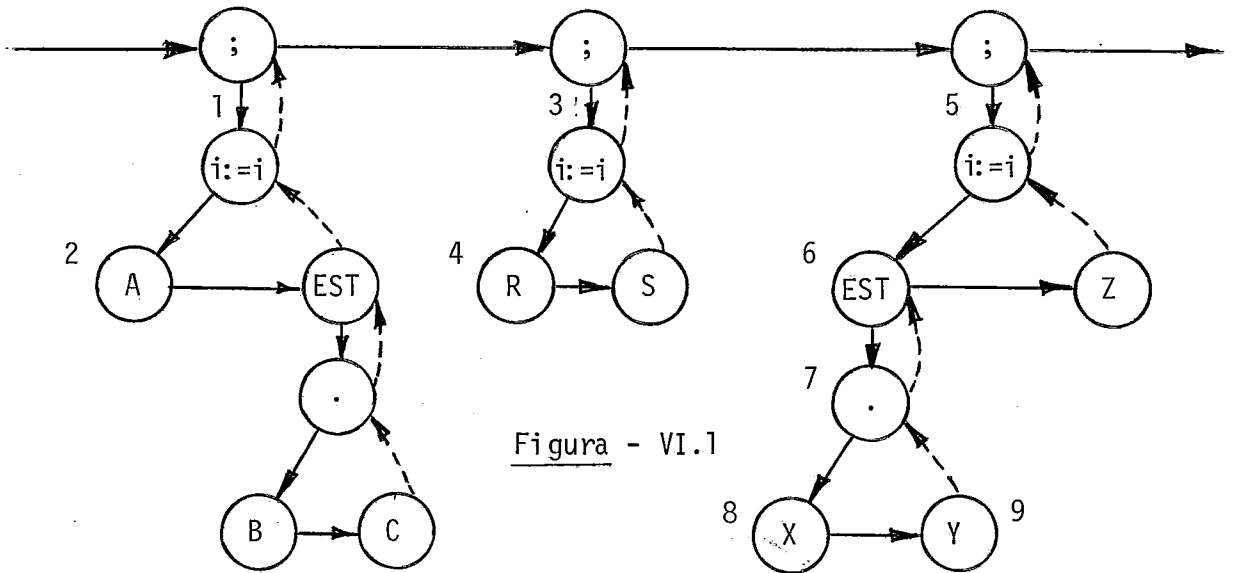 ; ; ;
1 3 5
i:=i i:=i i:=i
2 A EST 4 R S 6 EST Z
. 7 .
Figura - VI.1
B C 8 X Y 9